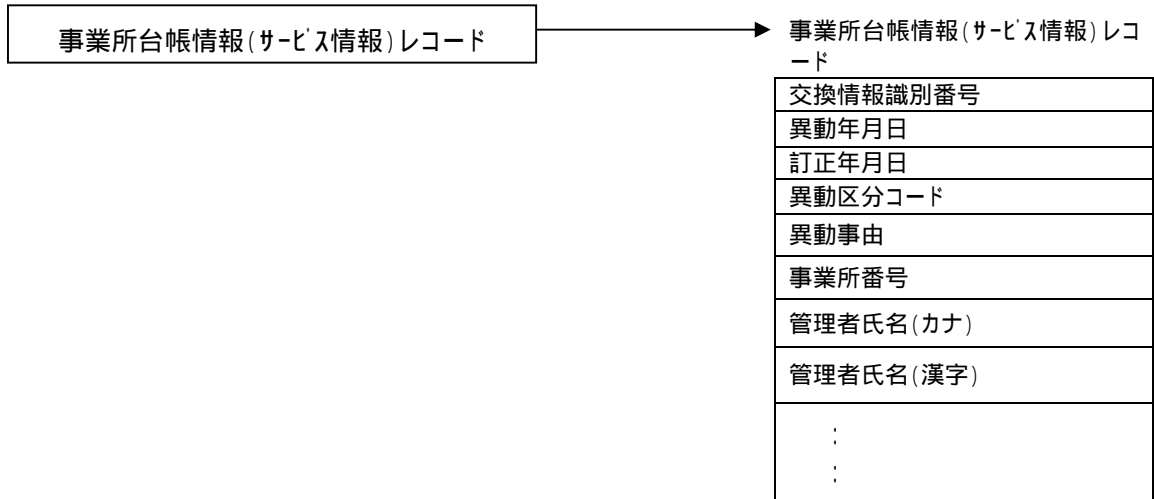 事業所台帳情報(サービス情報)レコード
事業所台帳情報(サービス情報)レコ
ード
交換情報識別番号
異動年月日
訂正年月日
異動区分コード
異動事由
事業所番号
管理者氏名(カナ)
管理者氏名(漢字)
:
: